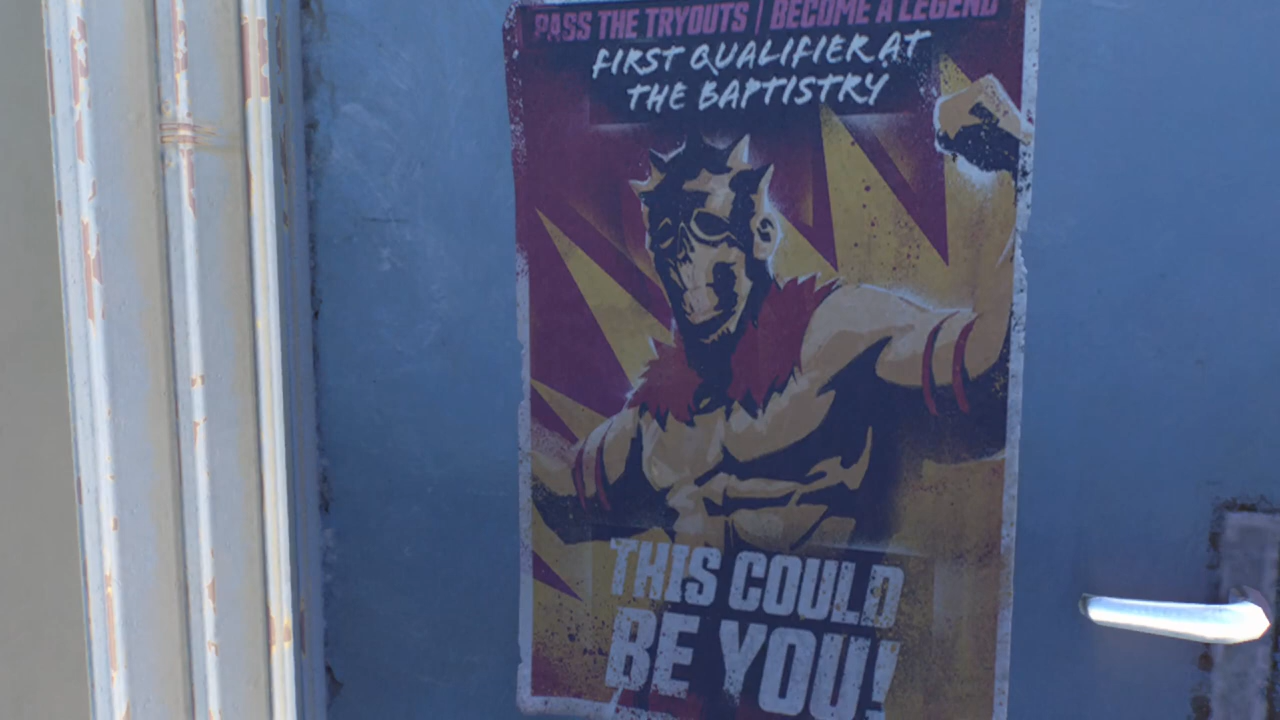 PASS THE TRYOUTS | BECOME A LEGEND
FIRST QUALIFIER AT
THE BAPTISTRY
THIS COULD
BE YOU!